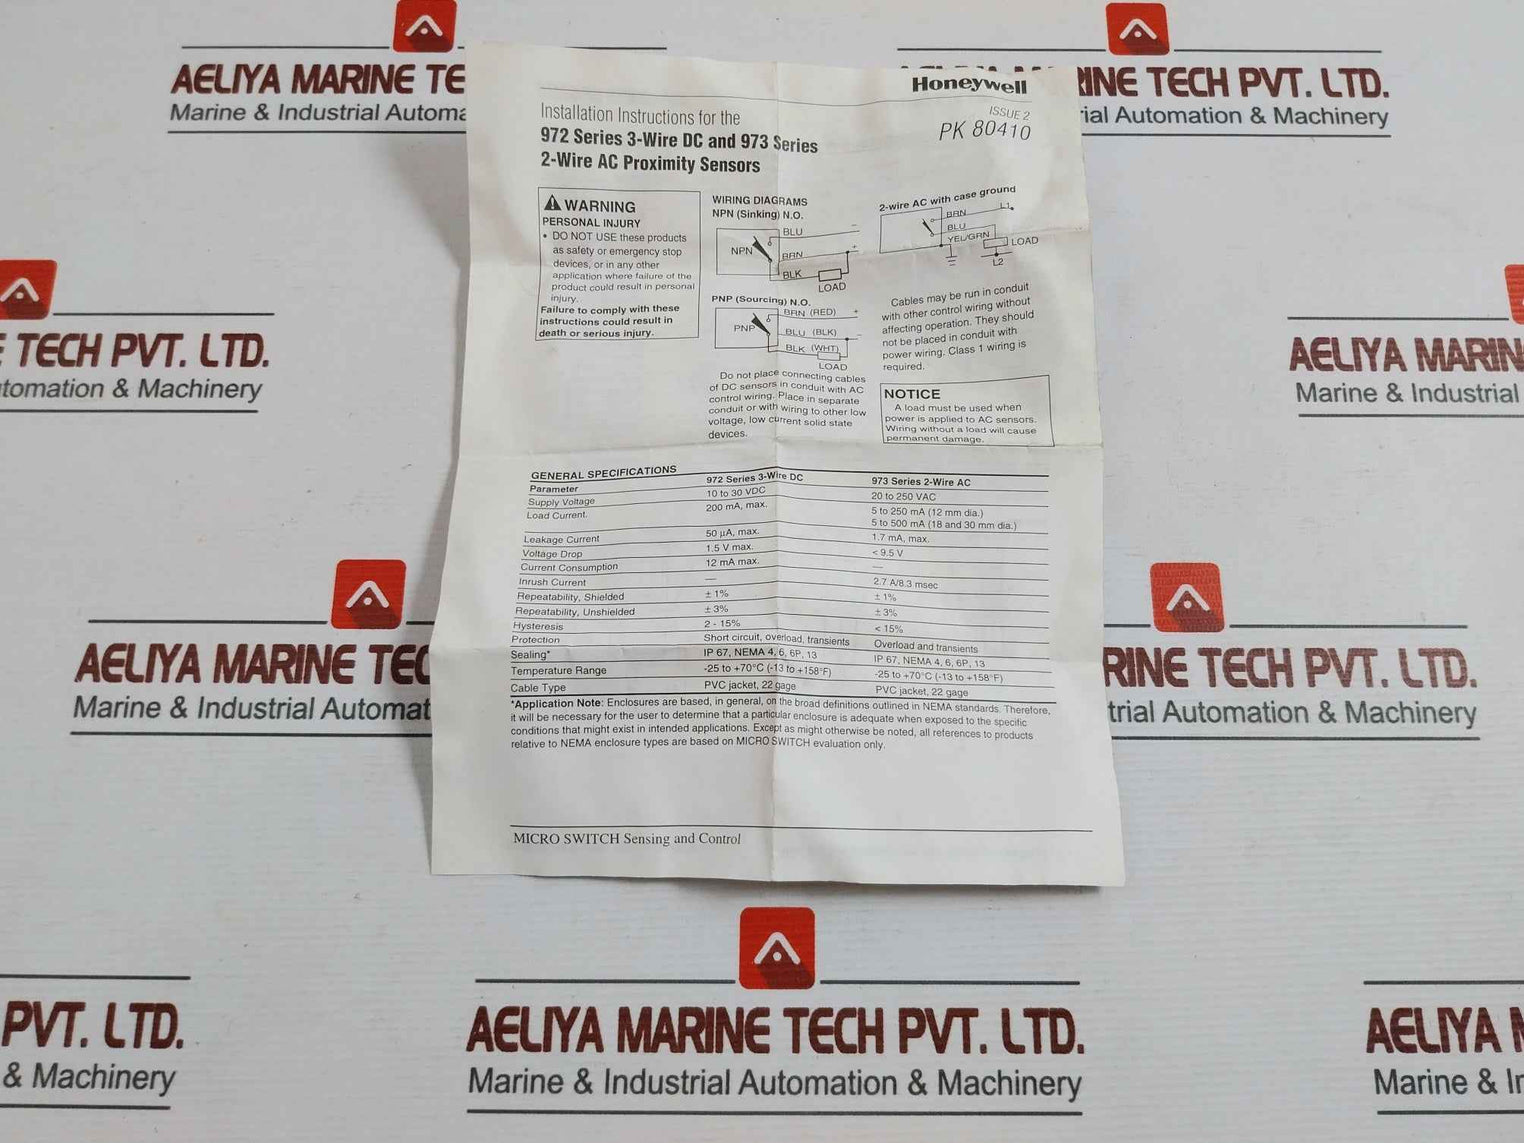 AELIYA MARINE TE
Marine & Industrial Automa
RINE TECH PVT. LTD.
rial Automation & Machinery
Honeywell
ISSUE 2
PK 80410
Installation Instructions for the
972 Series 3-Wire DC and 973 Series
2-Wire AC Proximity Sensors
WARNING
PERSONAL INJURY
• DO NOT USE these products
as safety or emergency stop
devices, or in any other
application where failure of the
product could result in personal
injury.
Failure to comply with these
instructions could result in
death or serious injury.
WIRING DIAGRAMS
NPN (Sinking) N.O.
BLU −
NPN
BRN +
BLK
LOAD
PNP (Sourcing) N.O.
BRN (RED) +
PNP
BLU (BLK) −
BLK (WHT)
LOAD
Do not place connecting cables
of DC sensors in conduit with AC
control wiring. Place in separate
conduit or with wiring to other low
voltage, low current solid state
devices.
2-wire AC with case ground
BRN L1
BLU
YEL/GRN
LOAD
L2
Cables may be run in conduit
with other control wiring without
affecting operation. They should
not be placed in conduit with
power wiring. Class 1 wiring is
required.
NOTICE
A load must be used when
power is applied to AC sensors.
Wiring without a load will cause
permanent damage.
GENERAL SPECIFICATIONS
Parameter 972 Series 3-Wire DC 973 Series 2-Wire AC
Supply Voltage 10 to 30 VDC 20 to 250 VAC
Load Current. 200 mA, max. 5 to 250 mA (12 mm dia.)
5 to 500 mA (18 and 30 mm dia.)
Leakage Current 50 µA, max. 1.7 mA, max.
Voltage Drop 1.5 V max. < 9.5 V
Current Consumption 12 mA max. —
Inrush Current — 2.7 A/8.3 msec
Repeatability, Shielded ± 1% ± 1%
Repeatability, Unshielded ± 3% ± 3%
Hysteresis 2 - 15% < 15%
Protection Short circuit, overload, transients Overload and transients
Sealing* IP 67, NEMA 4, 6, 6P, 13 IP 67, NEMA 4, 6, 6P, 13
Temperature Range -25 to +70°C (-13 to +158°F) -25 to +70°C (-13 to +158°F)
Cable Type PVC jacket, 22 gage PVC jacket, 22 gage
*Application Note: Enclosures are based, in general, on the broad definitions outlined in NEMA standards. Therefore,
it will be necessary for the user to determine that a particular enclosure is adequate when exposed to the specific
conditions that might exist in intended applications. Except as might otherwise be noted, all references to products
relative to NEMA enclosure types are based on MICRO SWITCH evaluation only.
MICRO SWITCH Sensing and Control
E TECH PVT. LTD.
tomation & Machinery
AELIYA MARIN
Marine & Industrial
AELIYA MARINE TEC
Marine & Industrial Automat
RINE TECH PVT. LTD.
trial Automation & Machinery
PVT. LTD.
& Machinery
AELIYA MARINE TECH PVT. LTD.
Marine & Industrial Automation & Machinery
AELIYA M
Marine & In